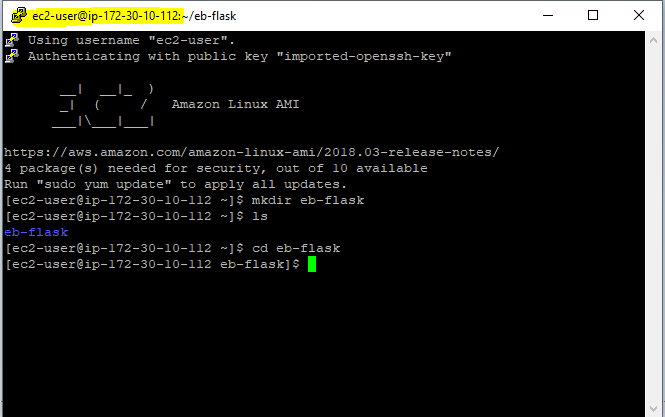 ec2-user@ip-172-30-10-112:~/eb-flask
Using username "ec2-user".
Authenticating with public key "imported-openssh-key"
       __|  __|_  )
       _|  (     /   Amazon Linux AMI
      ___|\___|___|
https://aws.amazon.com/amazon-linux-ami/2018.03-release-notes/
4 package(s) needed for security, out of 10 available
Run "sudo yum update" to apply all updates.
[ec2-user@ip-172-30-10-112 ~]$ mkdir eb-flask
[ec2-user@ip-172-30-10-112 ~]$ ls
eb-flask
[ec2-user@ip-172-30-10-112 ~]$ cd eb-flask
[ec2-user@ip-172-30-10-112 eb-flask]$